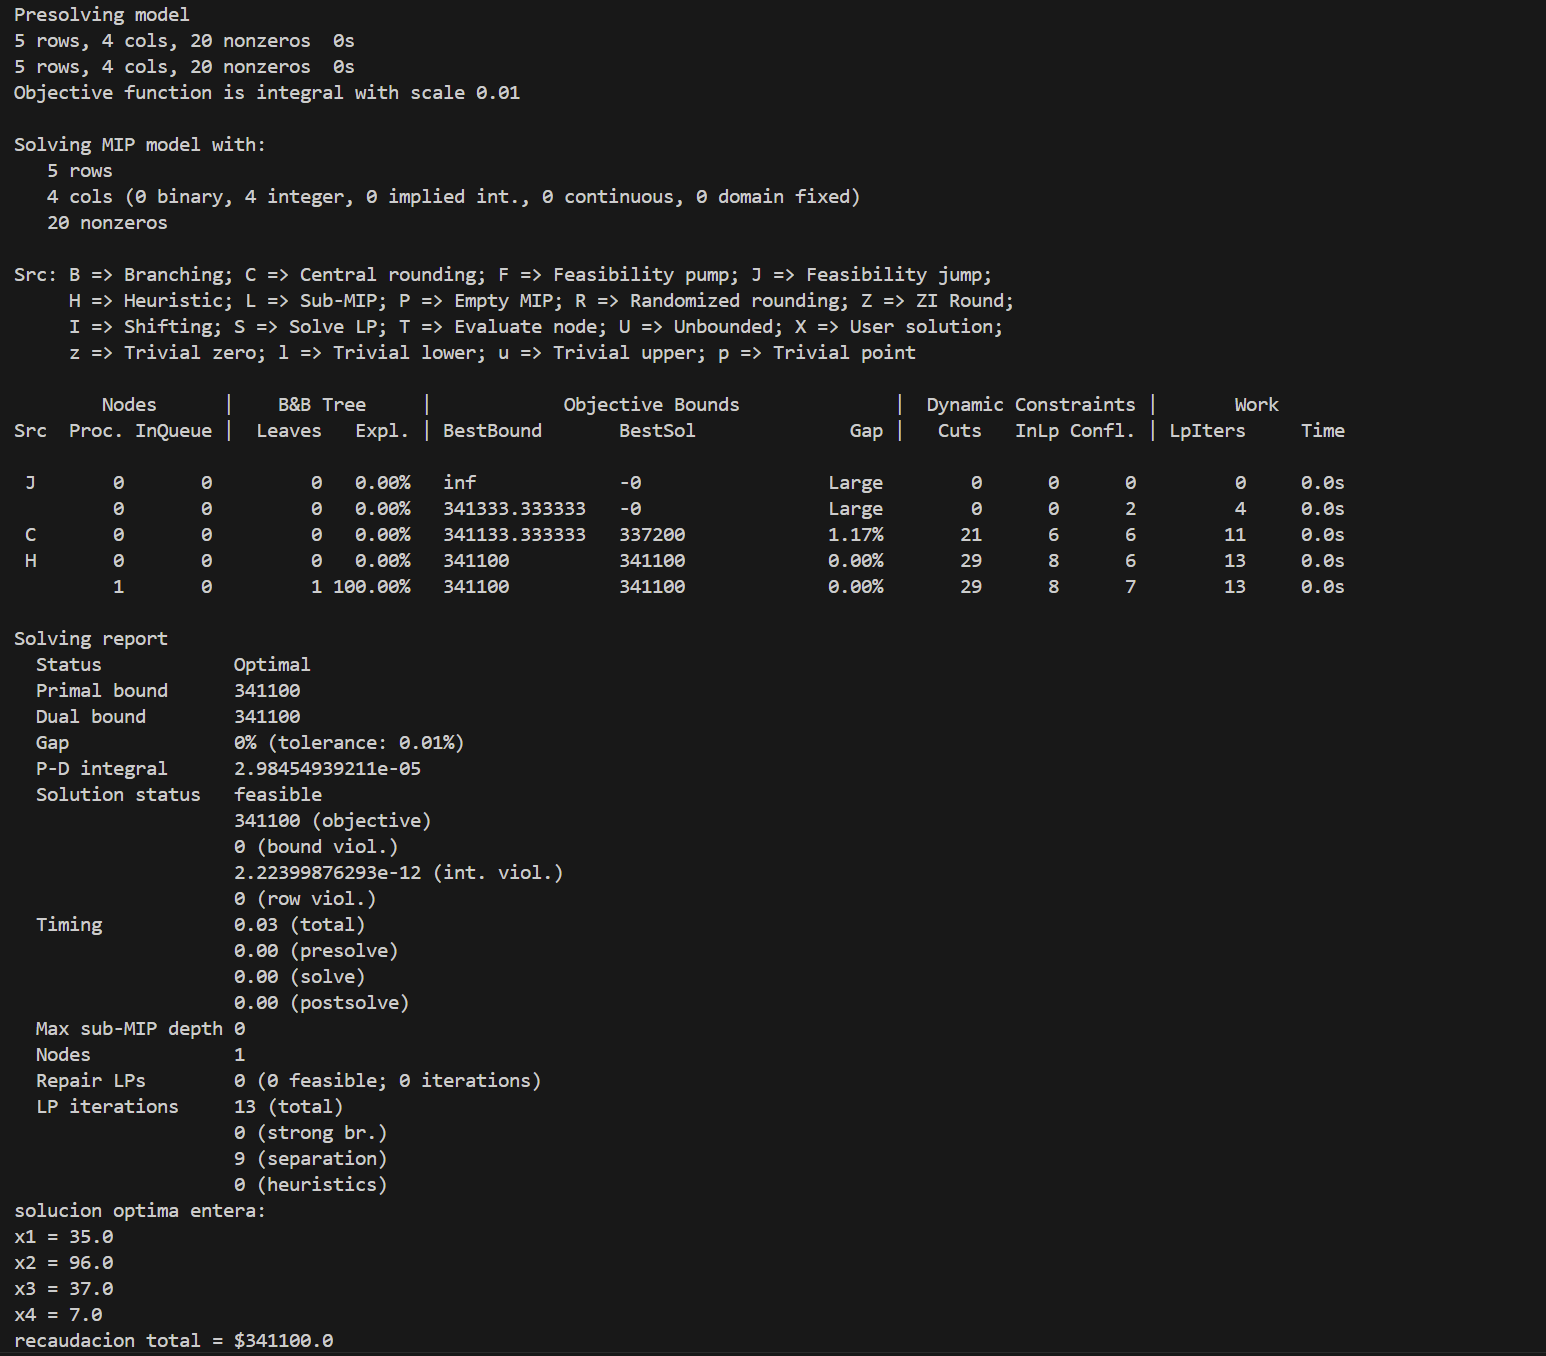 Presolving model
5 rows, 4 cols, 20 nonzeros  0s
5 rows, 4 cols, 20 nonzeros  0s
Objective function is integral with scale 0.01

Solving MIP model with:
   5 rows
   4 cols (0 binary, 4 integer, 0 implied int., 0 continuous, 0 domain fixed)
   20 nonzeros

Src: B => Branching; C => Central rounding; F => Feasibility pump; J => Feasibility jump;
     H => Heuristic; L => Sub-MIP; P => Empty MIP; R => Randomized rounding; Z => ZI Round;
     I => Shifting; S => Solve LP; T => Evaluate node; U => Unbounded; X => User solution;
     z => Trivial zero; l => Trivial lower; u => Trivial upper; p => Trivial point

        Nodes      |    B&B Tree     |            Objective Bounds              |  Dynamic Constraints |       Work
Src  Proc. InQueue |  Leaves   Expl. | BestBound       BestSol              Gap |   Cuts   InLp Confl. | LpIters     Time

 J       0       0         0   0.00%   inf             -0                 Large        0      0      0         0     0.0s
         0       0         0   0.00%   341333.333333   -0                 Large        0      0      2         4     0.0s
 C       0       0         0   0.00%   341133.333333   337200             1.17%       21      6      6        11     0.0s
 H       0       0         0   0.00%   341100          341100             0.00%       29      8      6        13     0.0s
         1       0         1 100.00%   341100          341100             0.00%       29      8      7        13     0.0s

Solving report
  Status            Optimal
  Primal bound      341100
  Dual bound        341100
  Gap               0% (tolerance: 0.01%)
  P-D integral      2.98454939211e-05
  Solution status   feasible
                    341100 (objective)
                    0 (bound viol.)
                    2.22399876293e-12 (int. viol.)
                    0 (row viol.)
  Timing            0.03 (total)
                    0.00 (presolve)
                    0.00 (solve)
                    0.00 (postsolve)
  Max sub-MIP depth 0
  Nodes             1
  Repair LPs        0 (0 feasible; 0 iterations)
  LP iterations     13 (total)
                    0 (strong br.)
                    9 (separation)
                    0 (heuristics)
solucion optima entera:
x1 = 35.0
x2 = 96.0
x3 = 37.0
x4 = 7.0
recaudacion total = $341100.0